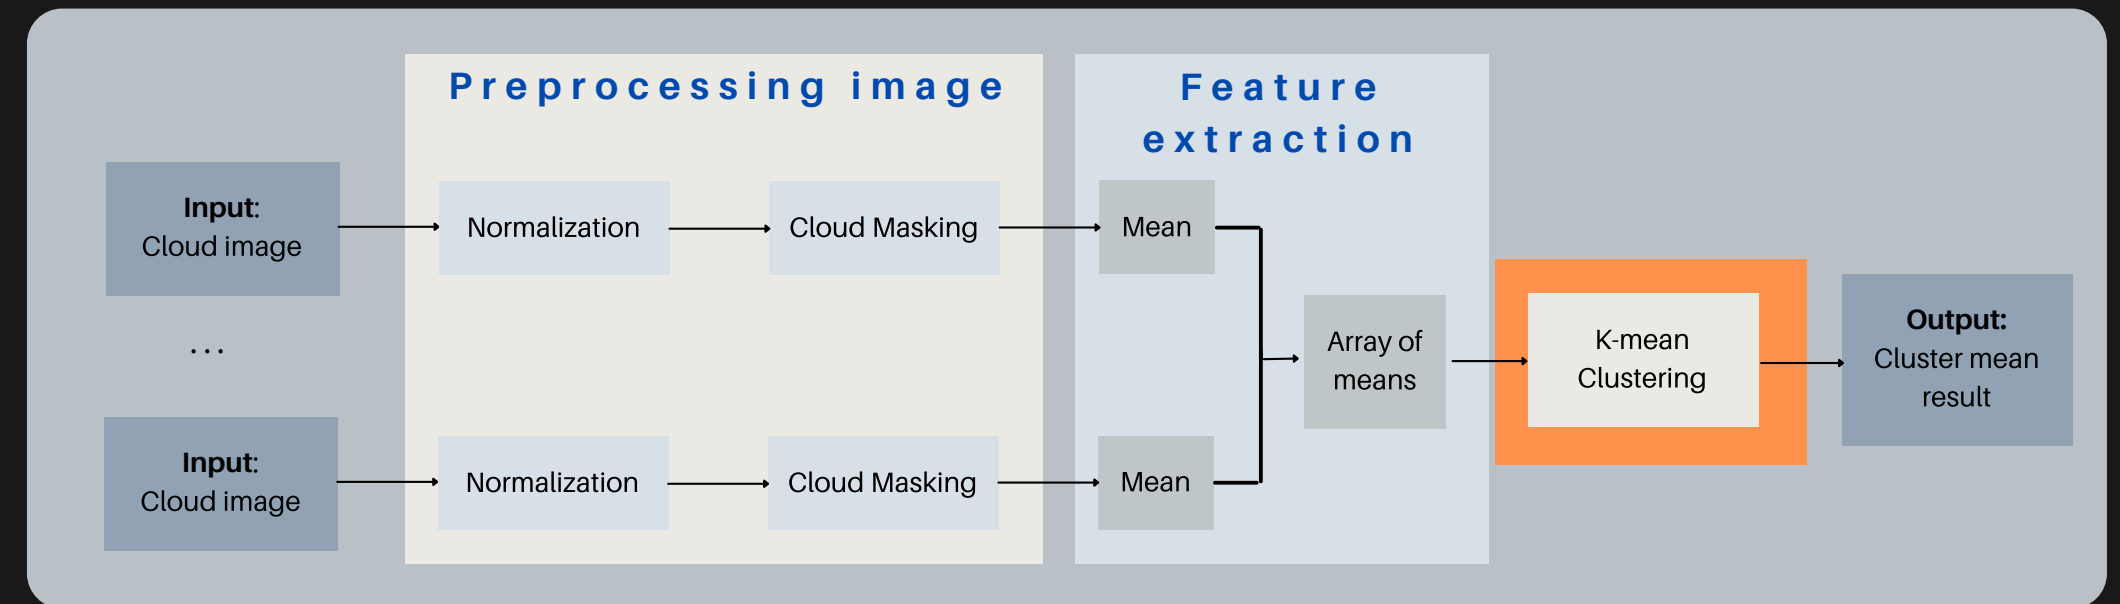 Preprocessing image
Feature
extraction
Input:
Cloud image
Normalization
Cloud Masking
Mean
...
Array of
means
K-mean
Clustering
Output:
Cluster mean
result
Input:
Cloud image
Normalization
Cloud Masking
Mean